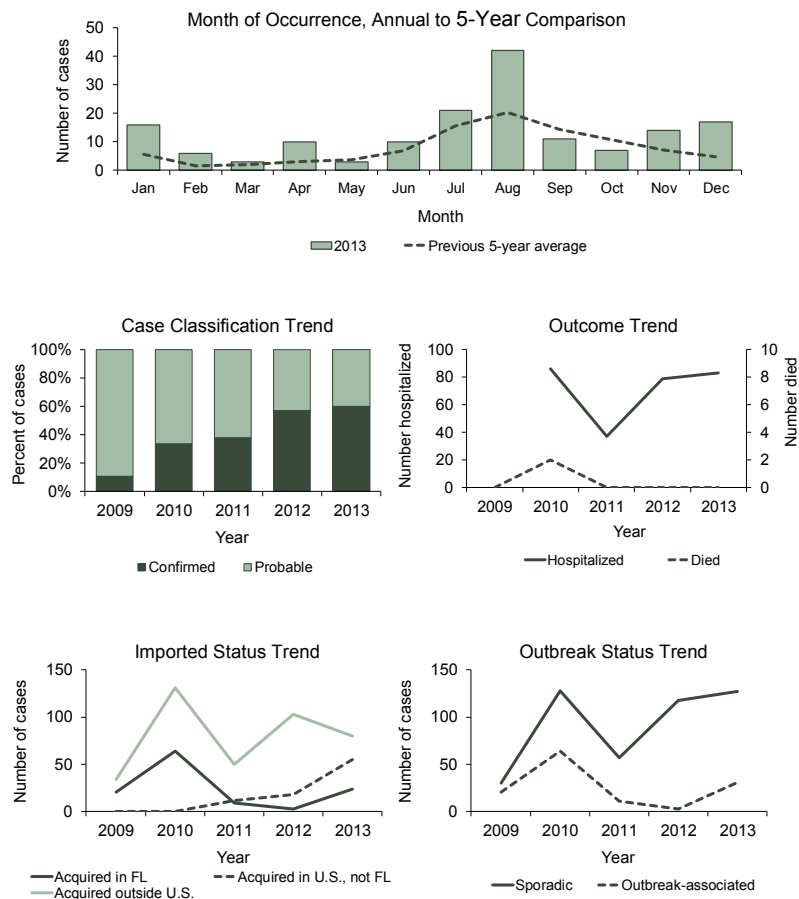 Month of Occurrence, Annual to 5-Year Comparison
Number of cases
50
40
30
20
10
0
Jan Feb Mar Apr May Jun Jul Aug Sep Oct Nov Dec
Month
2013 Previous 5-year average
Case Classification Trend
Percent of cases
100%
80%
60%
40%
20%
0%
2009 2010 2011 2012 2013
Year
Confirmed Probable
Outcome Trend
Number hospitalized
100
80
60
40
20
0
10
8
6
4
2
0
Number died
2009 2010 2011 2012 2013
Year
Hospitalized Died
Imported Status Trend
Number of cases
150
100
50
0
2009 2010 2011 2012 2013
Year
Acquired in FL Acquired in U.S., not FL
Acquired outside U.S.
Outbreak Status Trend
Number of cases
150
100
50
0
2009 2010 2011 2012 2013
Year
Sporadic Outbreak-associated